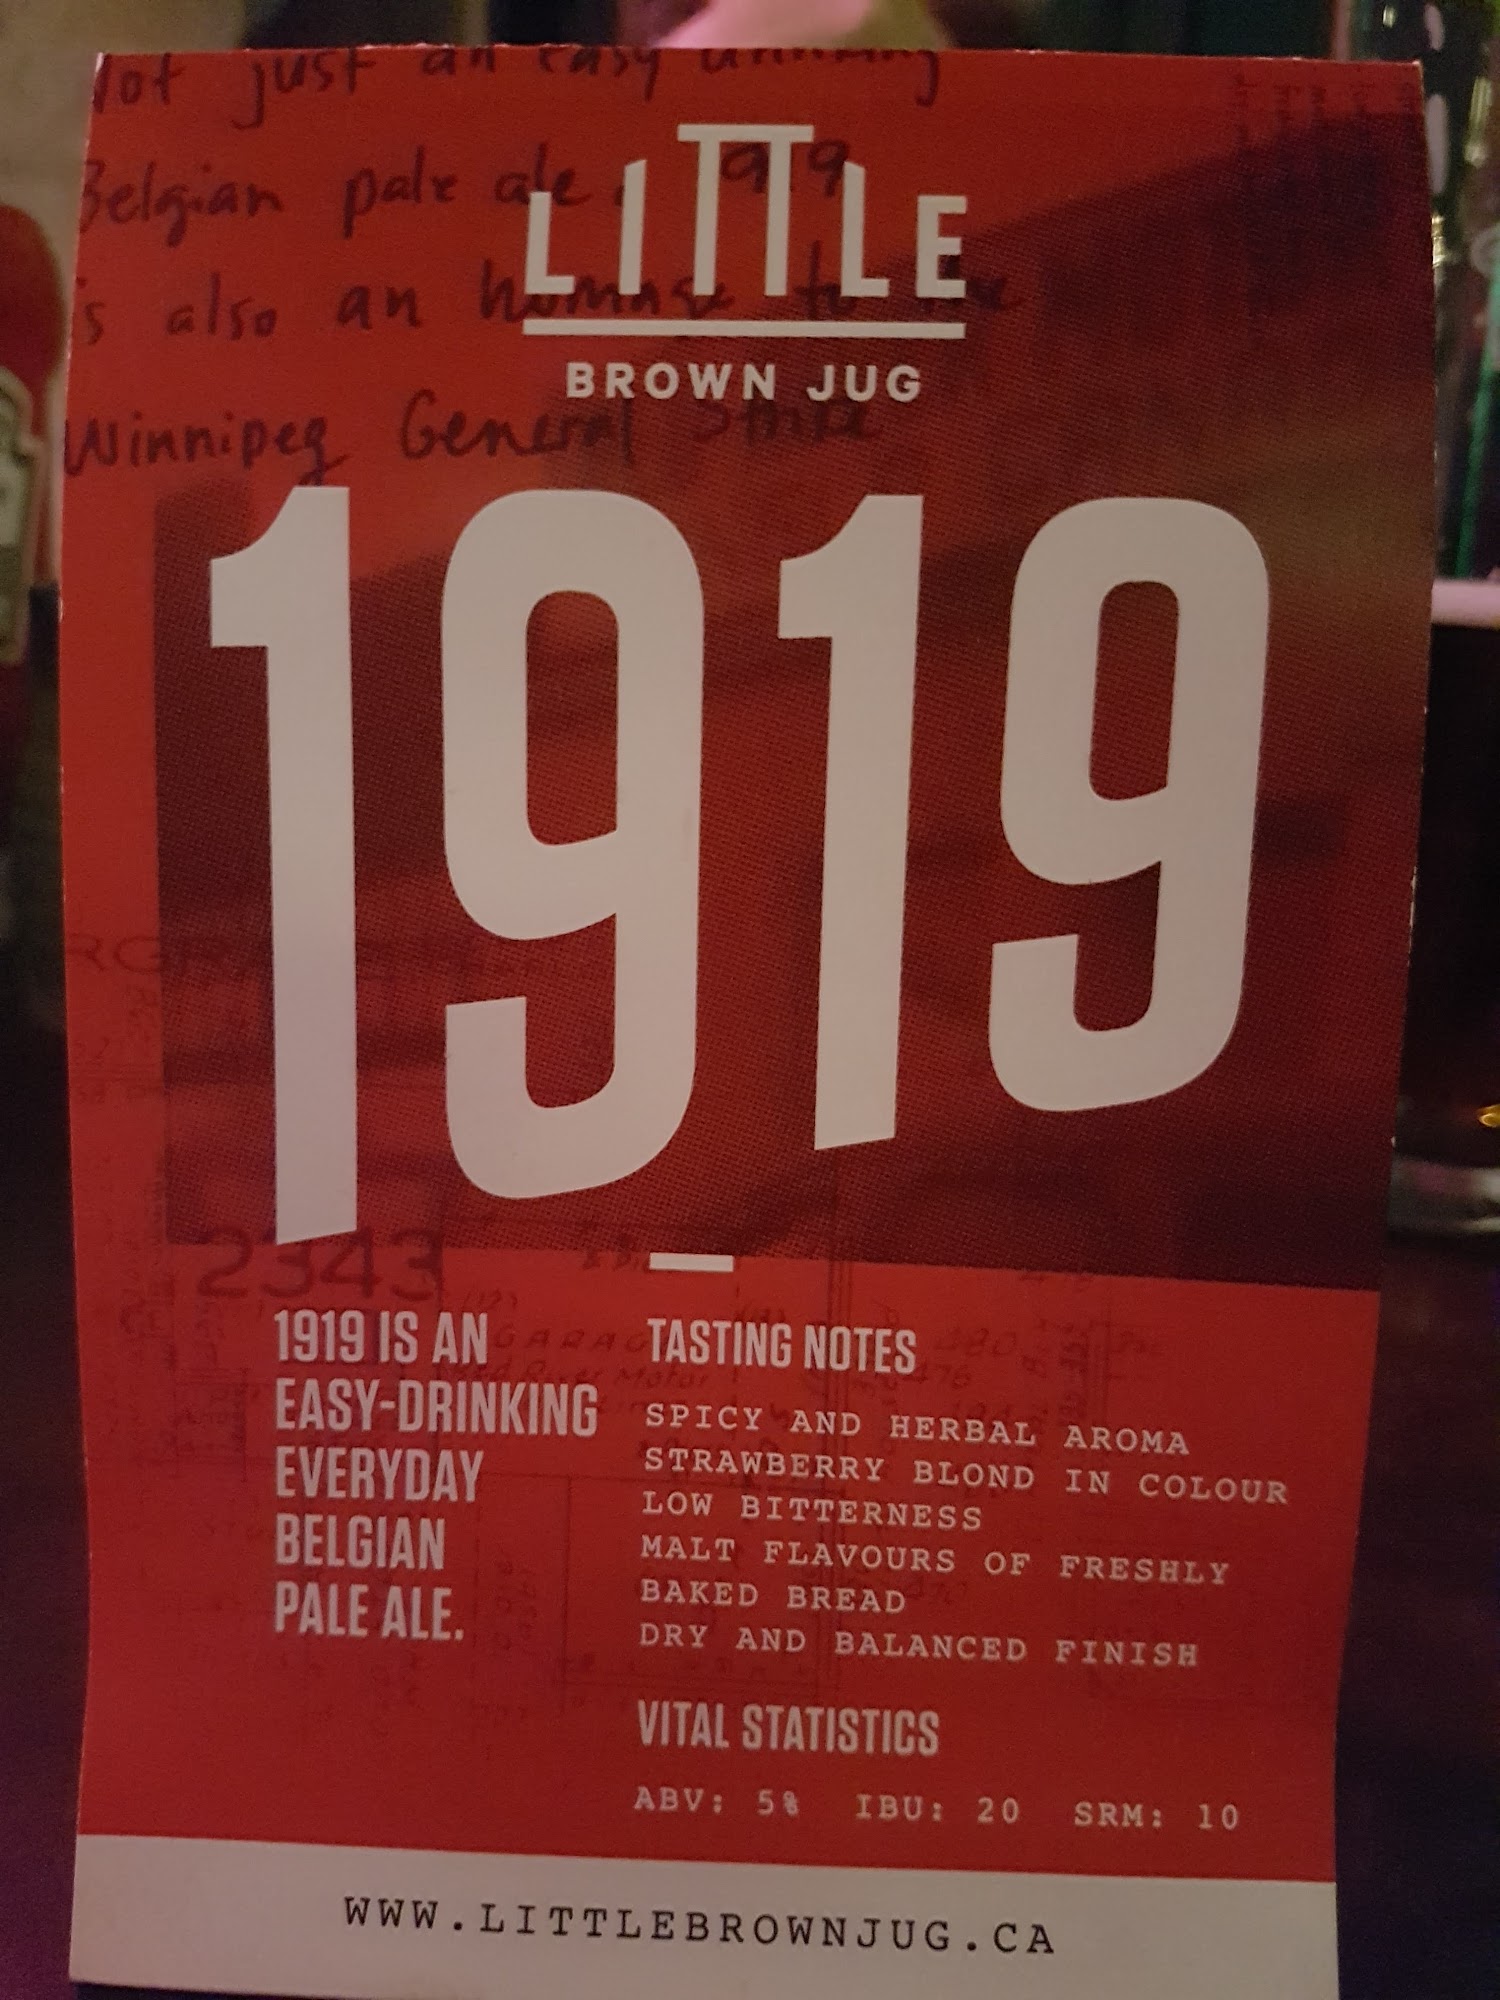 Not just an easy drinking
Belgian pale ale. 1919
is also an homage to the
Winnipeg General Strike
LITTLE
BROWN JUG
1919
2343
1919 IS AN
EASY-DRINKING
EVERYDAY
BELGIAN
PALE ALE.
TASTING NOTES
SPICY AND HERBAL AROMA
STRAWBERRY BLOND IN COLOUR
LOW BITTERNESS
MALT FLAVOURS OF FRESHLY
BAKED BREAD
DRY AND BALANCED FINISH
VITAL STATISTICS
ABV: 5% IBU: 20 SRM: 10
WWW.LITTLEBROWNJUG.CA